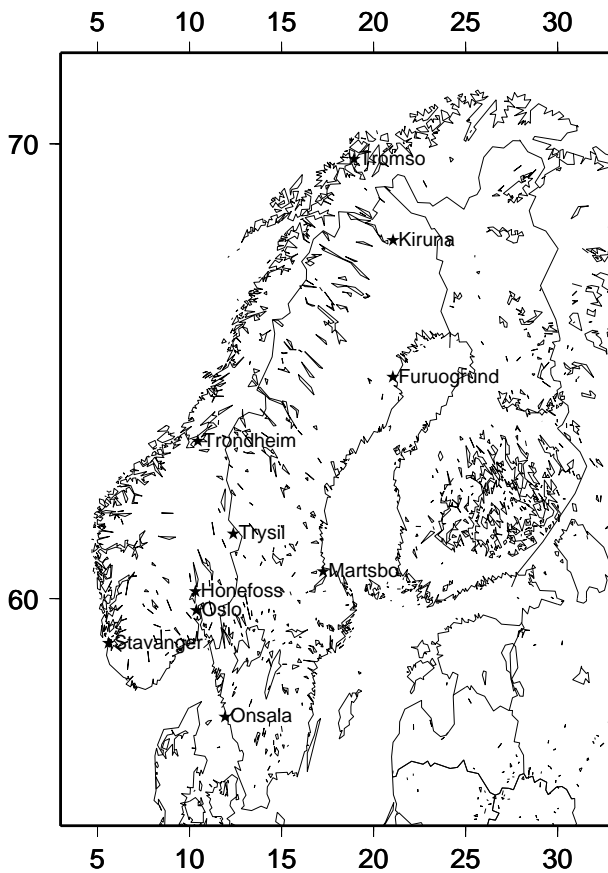 5 10 15 20 25 30
70
Tromso
Kiruna
Furuogrund
Trondheim
Trysil
Martsbo
Honefoss
60
Oslo
Stavanger
Onsala
5 10 15 20 25 30